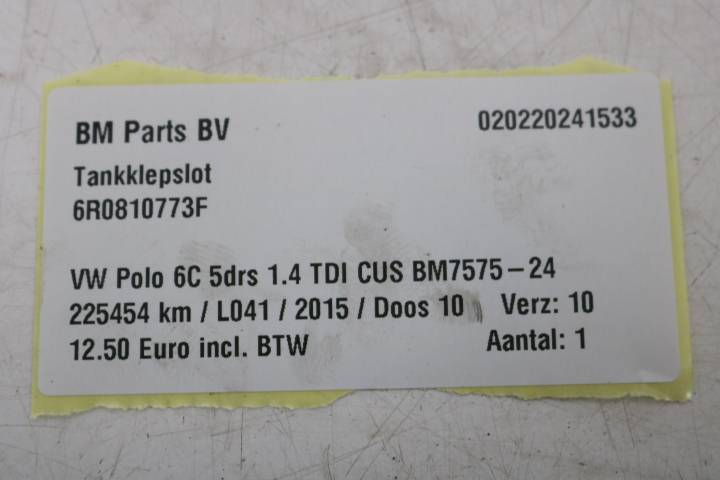 BM Parts BV 020220241533
Tankklepslot
6R0810773F
VW Polo 6C 5drs 1.4 TDI CUS BM7575-24
225454 km / L041 / 2015 / Doos 10 Verz: 10
12.50 Euro incl. BTW Aantal: 1